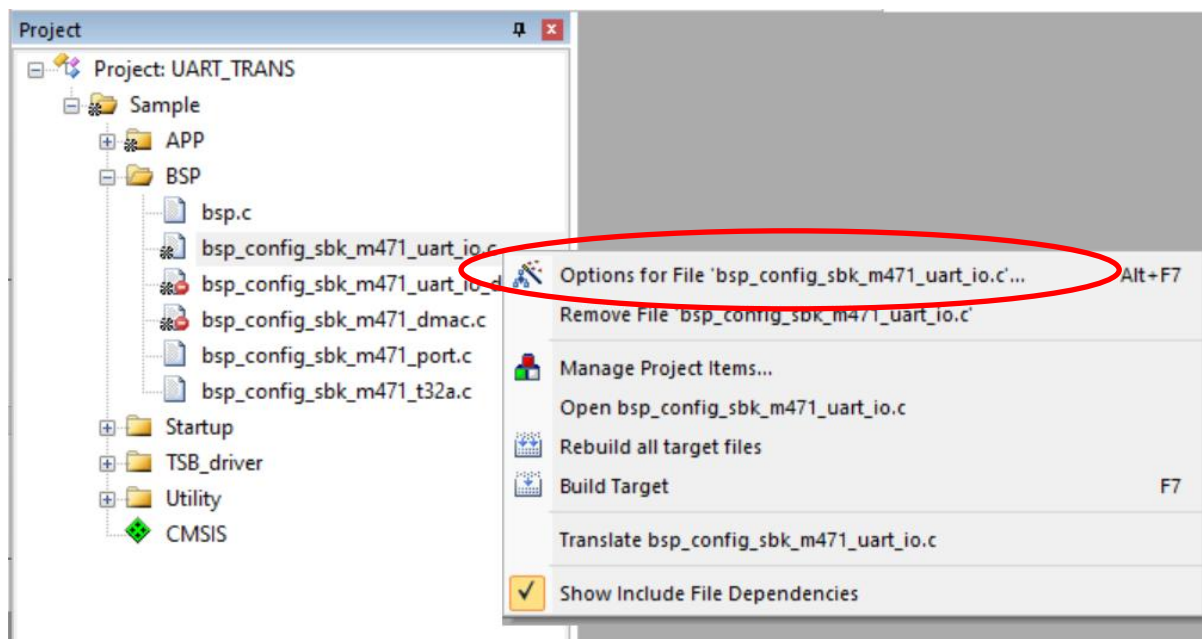 Project
Project: UART_TRANS
Sample
APP
BSP
bsp.c
bsp_config_sbk_m471_uart_io.c
bsp_config_sbk_m471_uart_io_d
bsp_config_sbk_m471_dmac.c
bsp_config_sbk_m471_port.c
bsp_config_sbk_m471_t32a.c
Startup
TSB_driver
Utility
CMSIS
Options for File 'bsp_config_sbk_m471_uart_io.c'... Alt+F7
Remove File 'bsp_config_sbk_m471_uart_io.c'
Manage Project Items...
Open bsp_config_sbk_m471_uart_io.c
Rebuild all target files
Build Target F7
Translate bsp_config_sbk_m471_uart_io.c
Show Include File Dependencies